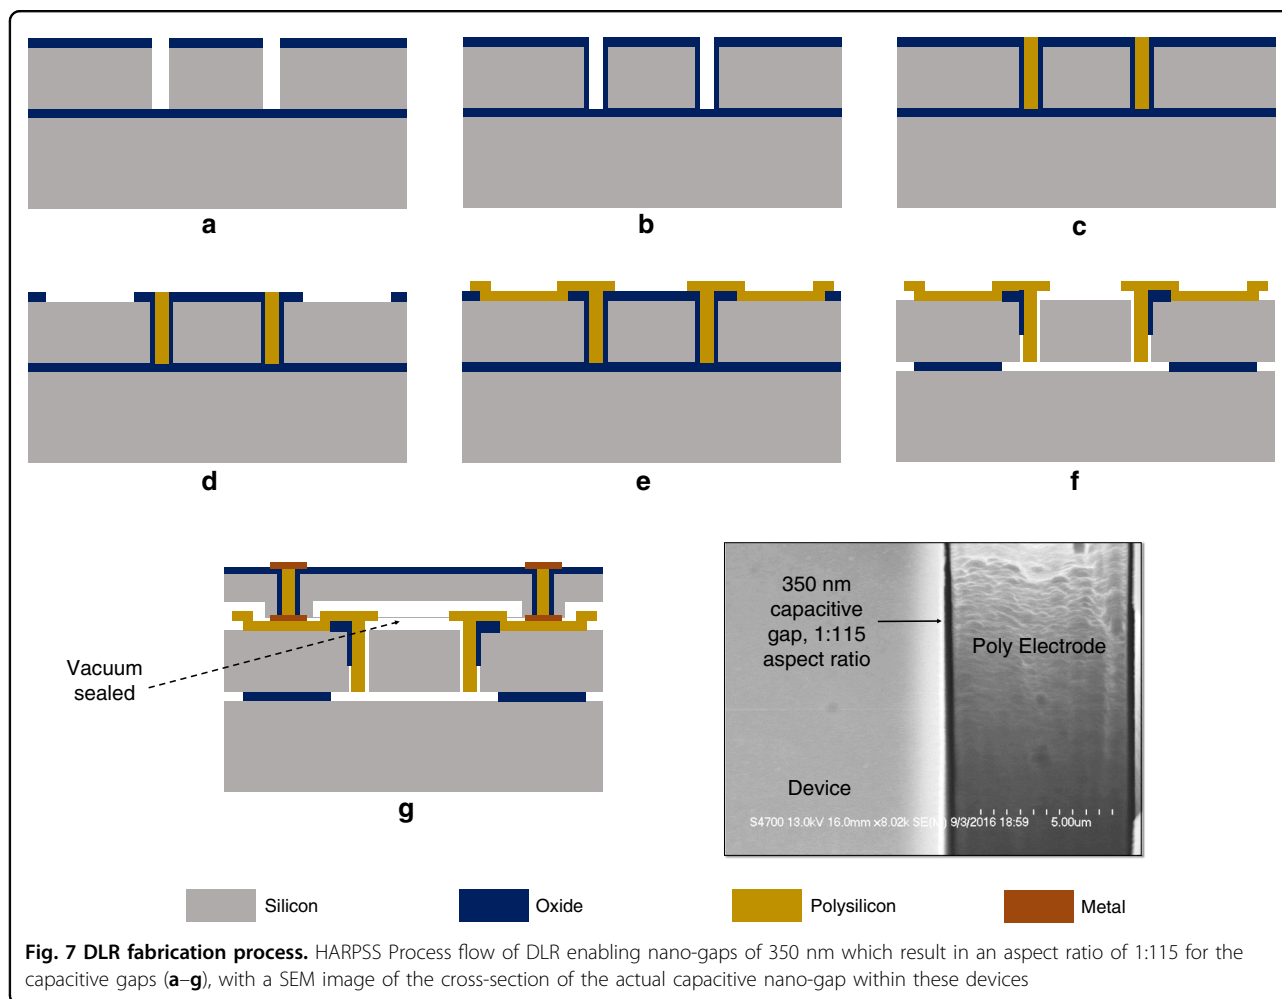 a
b
c
d
e
f
Vacuum
sealed
g
350 nm
capacitive
gap, 1:115
aspect ratio
Poly Electrode
Device
S4700 13.0kV 16.0mm x8.02k SE(M) 9/3/2016 18:59 5.00um
Silicon
Oxide
Polysilicon
Metal
Fig. 7 DLR fabrication process. HARPSS Process flow of DLR enabling nano-gaps of 350 nm which result in an aspect ratio of 1:115 for the
capacitive gaps (a–g), with a SEM image of the cross-section of the actual capacitive nano-gap within these devices